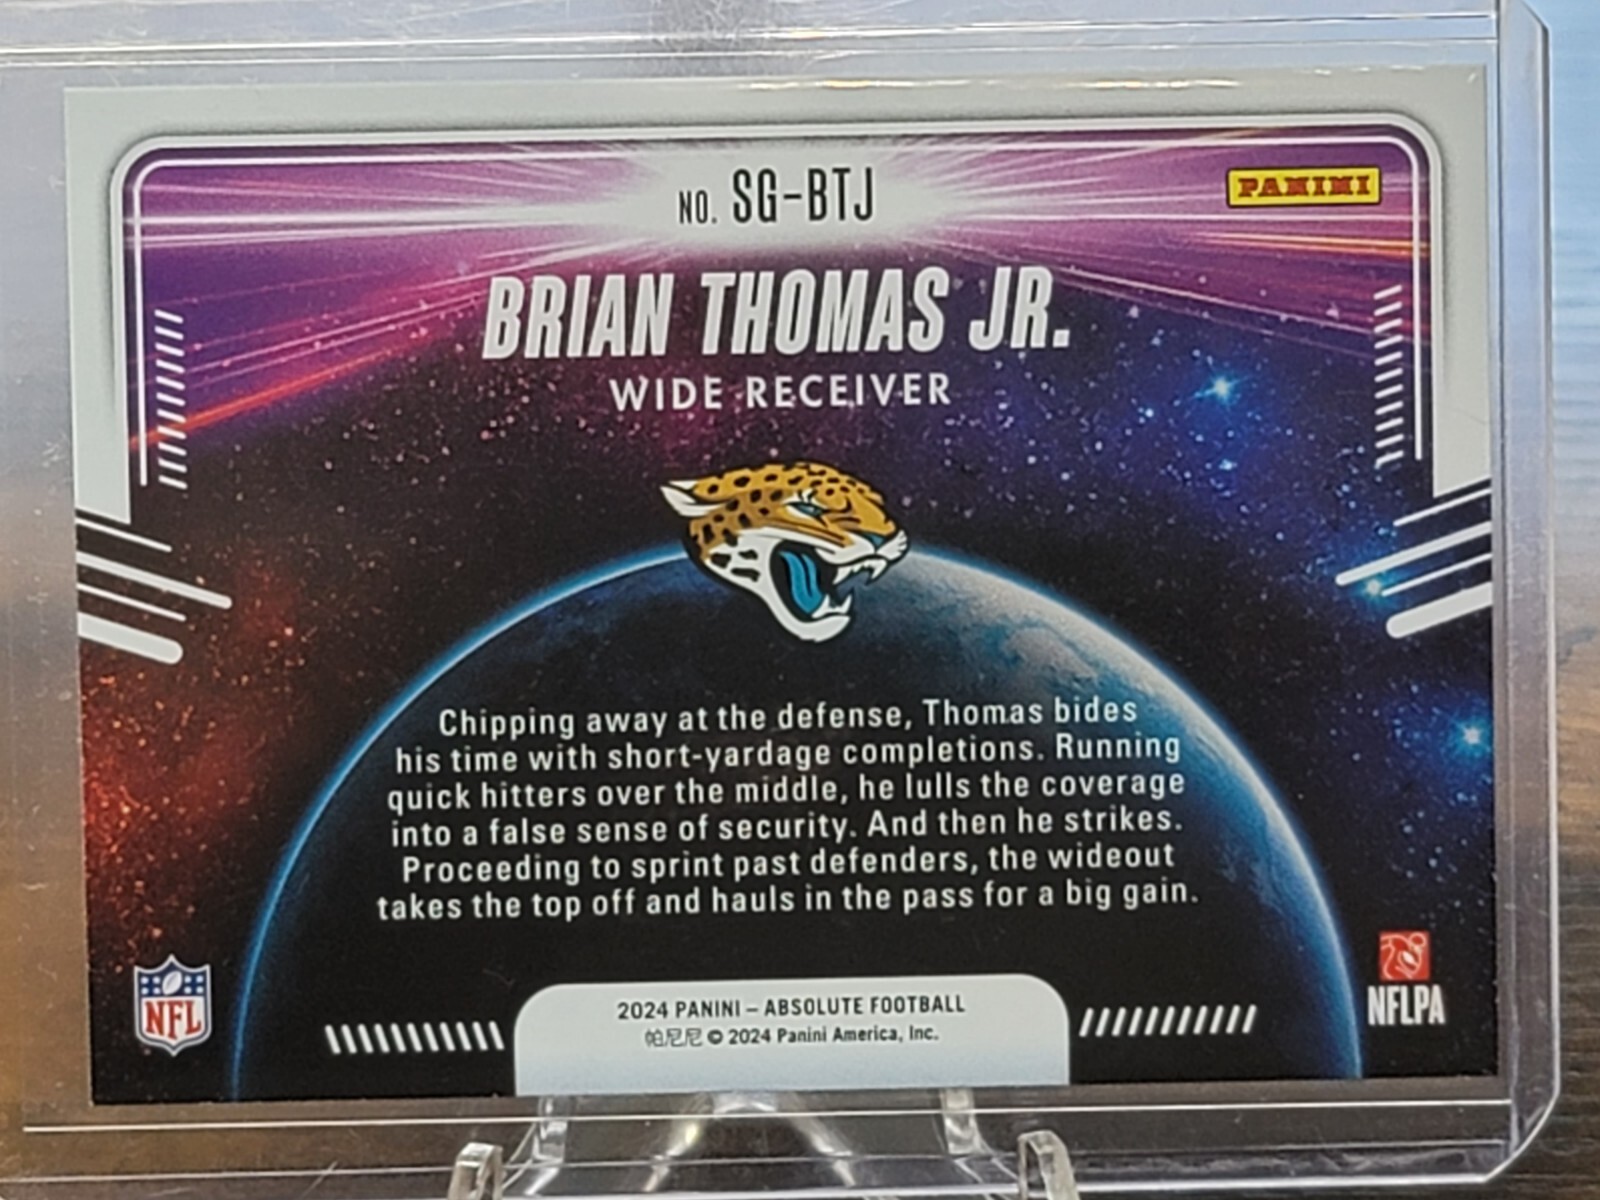 NO. SG-BTJ
PANINI
BRIAN THOMAS JR.
WIDE RECEIVER
Chipping away at the defense, Thomas bides
his time with short-yardage completions. Running
quick hitters over the middle, he lulls the coverage
into a false sense of security. And then he strikes.
Proceeding to sprint past defenders, the wideout
takes the top off and hauls in the pass for a big gain.
NFL
NFLPA
2024 PANINI – ABSOLUTE FOOTBALL
帕尼尼 © 2024 Panini America, Inc.